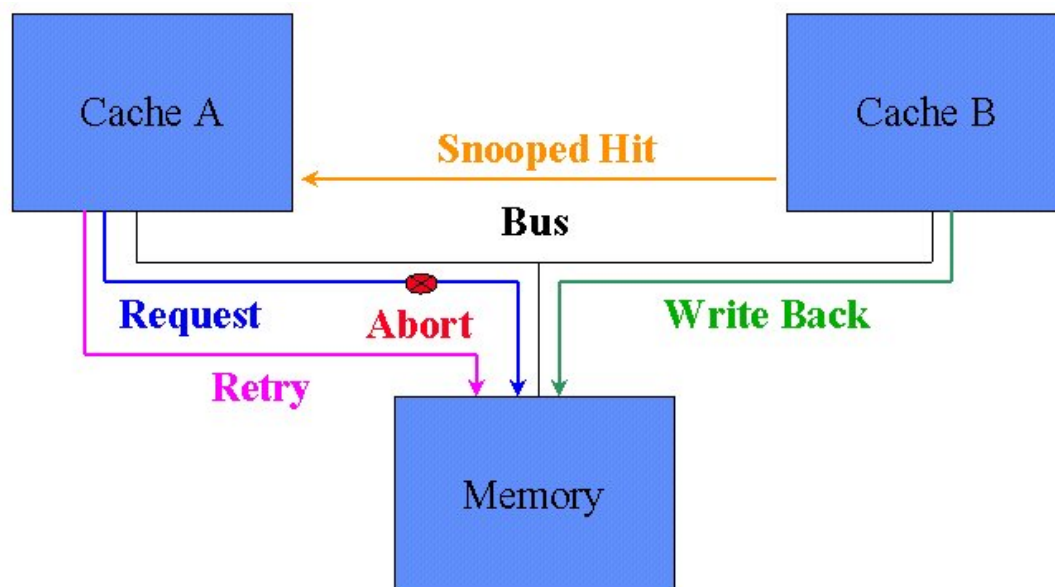 Cache A
Cache B
Snooped Hit
Bus
Request
Abort
Write Back
Retry
Memory